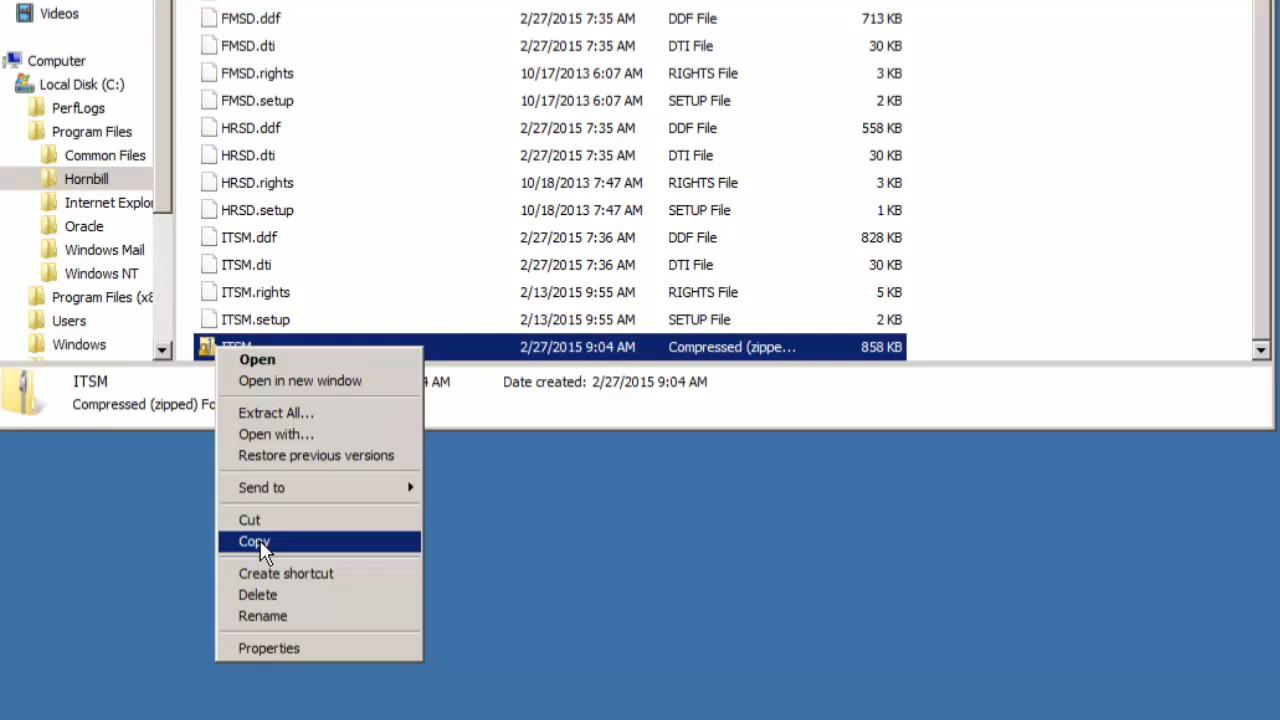 Videos
Computer
Local Disk (C:)
PerfLogs
Program Files
Common Files
Hornbill
Internet Explo
Oracle
Windows Mail
Windows NT
Program Files (x8
Users
Windows
FMSD.ddf 2/27/2015 7:35 AM DDF File 713 KB
FMSD.dti 2/27/2015 7:35 AM DTI File 30 KB
FMSD.rights 10/17/2013 6:07 AM RIGHTS File 3 KB
FMSD.setup 10/17/2013 6:07 AM SETUP File 2 KB
HRSD.ddf 2/27/2015 7:35 AM DDF File 558 KB
HRSD.dti 2/27/2015 7:35 AM DTI File 30 KB
HRSD.rights 10/18/2013 7:47 AM RIGHTS File 3 KB
HRSD.setup 10/18/2013 7:47 AM SETUP File 1 KB
ITSM.ddf 2/27/2015 7:36 AM DDF File 828 KB
ITSM.dti 2/27/2015 7:36 AM DTI File 30 KB
ITSM.rights 2/13/2015 9:55 AM RIGHTS File 5 KB
ITSM.setup 2/13/2015 9:55 AM SETUP File 2 KB
ITSM 2/27/2015 9:04 AM Compressed (zippe... 858 KB
Open
Open in new window
Extract All...
Open with...
Restore previous versions
Send to
Cut
Copy
Create shortcut
Delete
Rename
Properties
ITSM 4 AM Date created: 2/27/2015 9:04 AM
Compressed (zipped) Fo